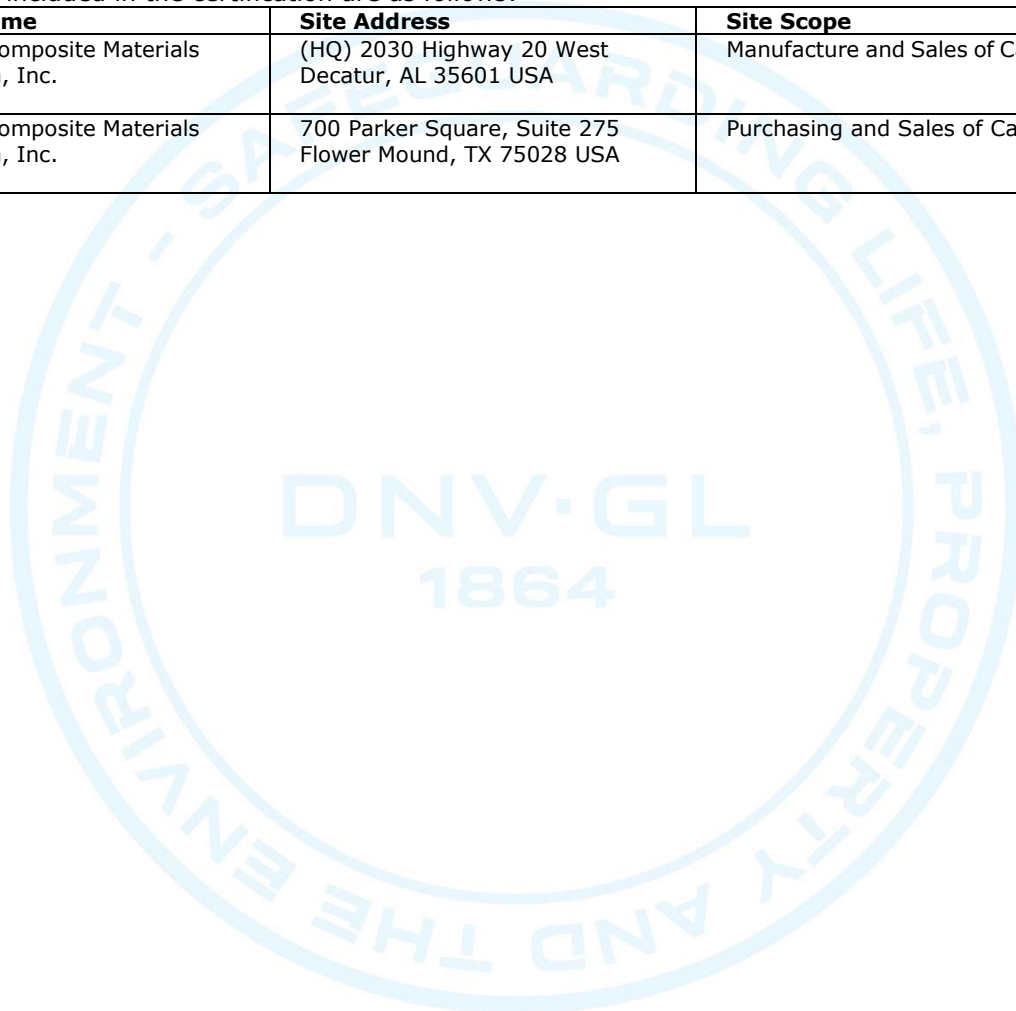 included in the certification are as follows:
me Site Address Site Scope
omposite Materials (HQ) 2030 Highway 20 West Manufacture and Sales of
, Inc. Decatur, AL 35601 USA
omposite Materials 700 Parker Square, Suite 275 Purchasing and Sales of
, Inc. Flower Mound, TX 75028 USA
SAFEGUARDING LIFE, PROPERTY AND THE ENVIRONMENT -
DNV·GL
1864